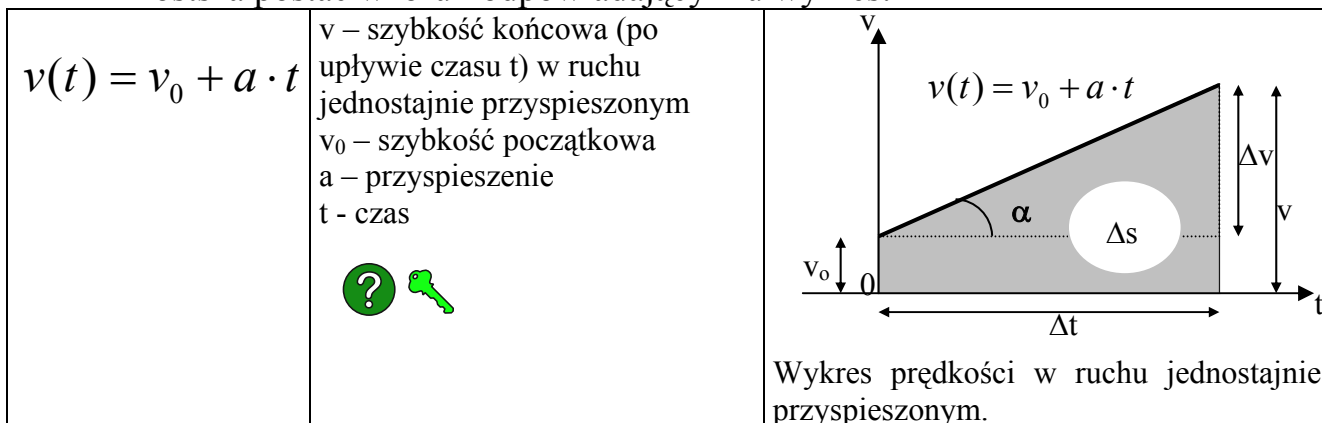 v(t) = v₀ + a · t
v – szybkość końcowa (po
upływie czasu t) w ruchu
jednostajnie przyspieszonym
v₀ – szybkość początkowa
a – przyspieszenie
t - czas
v
v(t) = v₀ + a · t
Δv
α
v
Δs
vₒ
0
t
Δt
Wykres prędkości w ruchu jednostajnie
przyspieszonym.